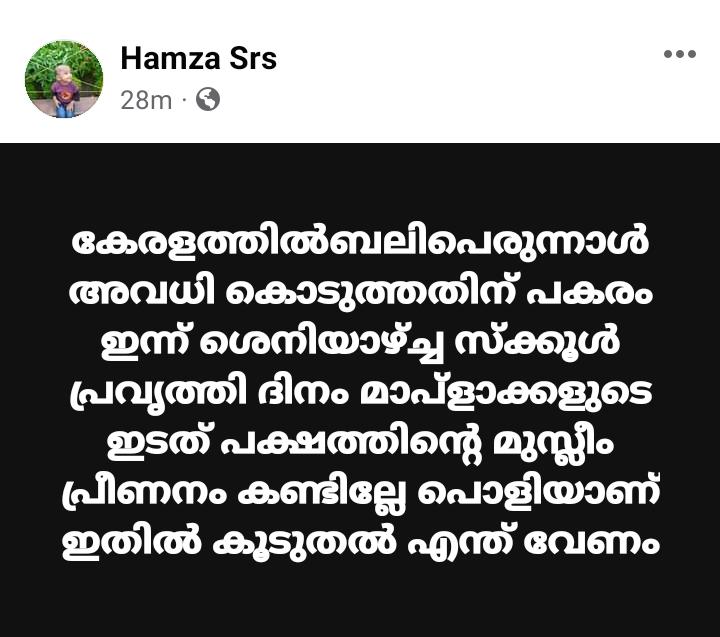 Hamza Srs
28m ·
കേരളത്തിൽബലിപെരുന്നാൾ
അവധി കൊടുത്തതിന് പകരം
ഇന്ന് ശെനിയാഴ്ച്ച സ്ക്കൂൾ
പ്രവൃത്തി ദിനം മാപ്ളാക്കളുടെ
ഇടത് പക്ഷത്തിന്റെ മുസ്ലീം
പ്രീണനം കണ്ടില്ലേ പൊളിയാണ്
ഇതിൽ കൂടുതൽ എന്ത് വേണം